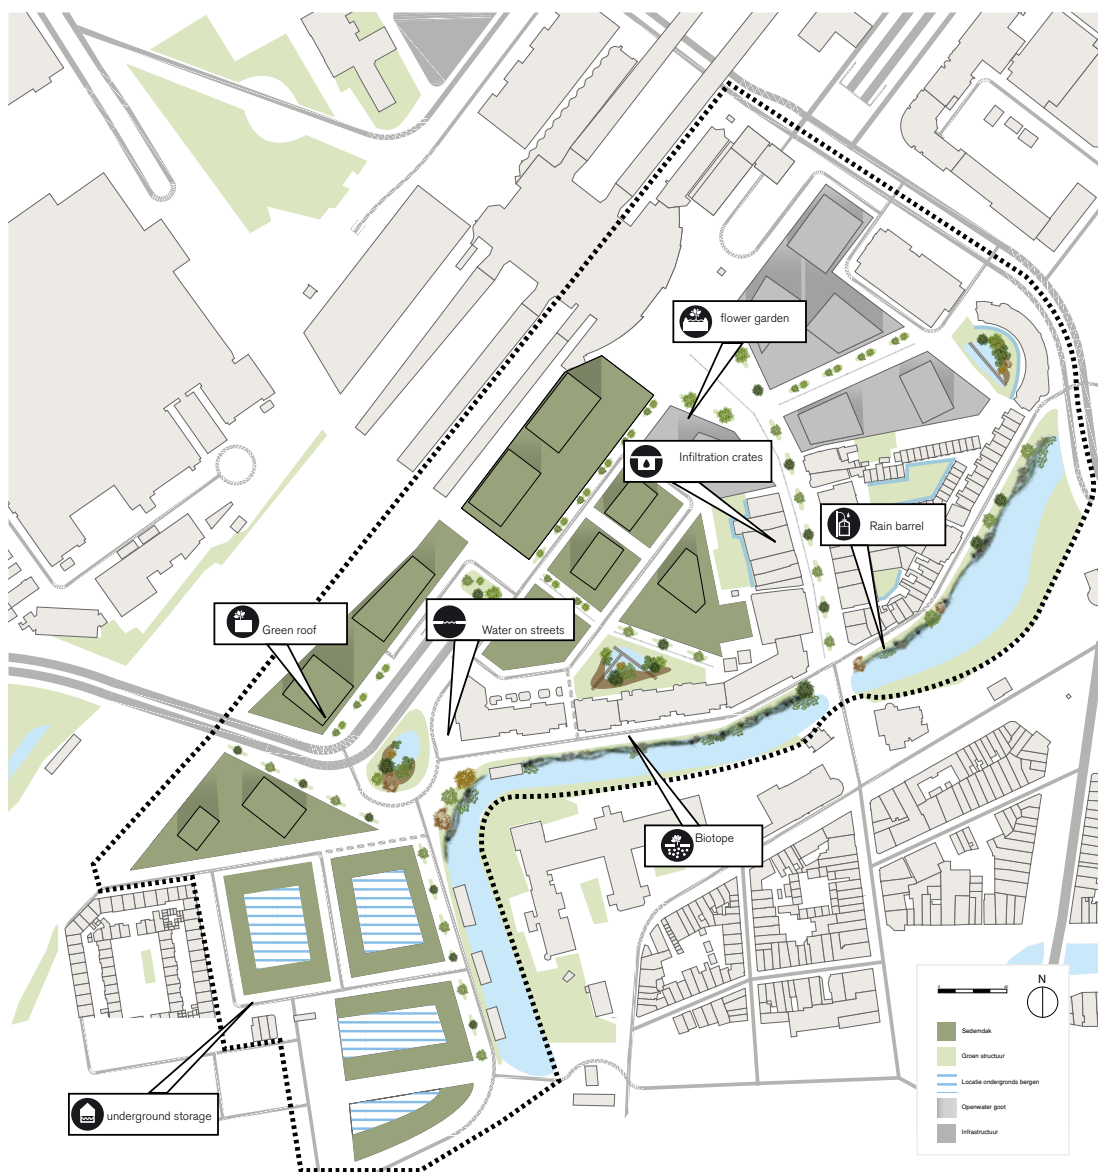 flower garden
Infiltration crates
Rain barrel
Green roof
Water on streets
Biotope
underground storage
N
Sedemdak
Groen structuur
Locatie ondergronds bergen
Openwater goot
Infrastructuur